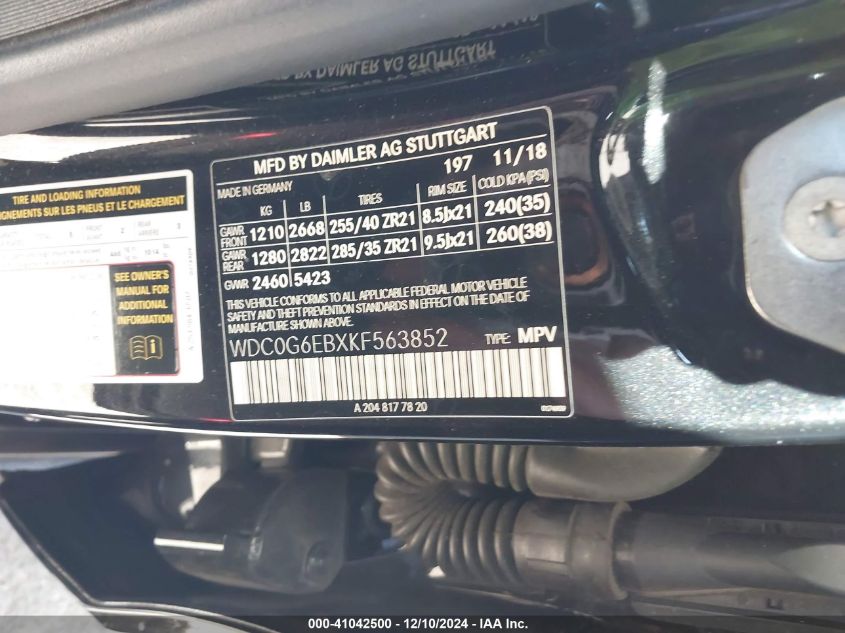 BY DAIMLER AG STUTTGART
MFD BY DAIMLER AG STUTTGART
197 11/18
MADE IN GERMANY
KG LB TIRES RIM SIZE COLD KPA(PSI)
GAWR FRONT 1210 2668 255/40 ZR21 8.5Jx21 240(35)
GAWR REAR 1280 2822 285/35 ZR21 9.5Jx21 260(38)
GVWR 2460 5423
THIS VEHICLE CONFORMS TO ALL APPLICABLE FEDERAL MOTOR VEHICLE
SAFETY AND THEFT PREVENTION STANDARDS IN EFFECT ON THE DATE OF
MANUFACTURE SHOWN ABOVE.
WDC0G6EBXKF563852 TYPE: MPV
A 204 817 78 20
TIRE AND LOADING INFORMATION
IGNEMENTS SUR LES PNEUS ET LE CHARGEMENT
SEE OWNER'S
MANUAL FOR
ADDITIONAL
INFORMATION
000-41042500 - 12/10/2024 - IAA Inc.